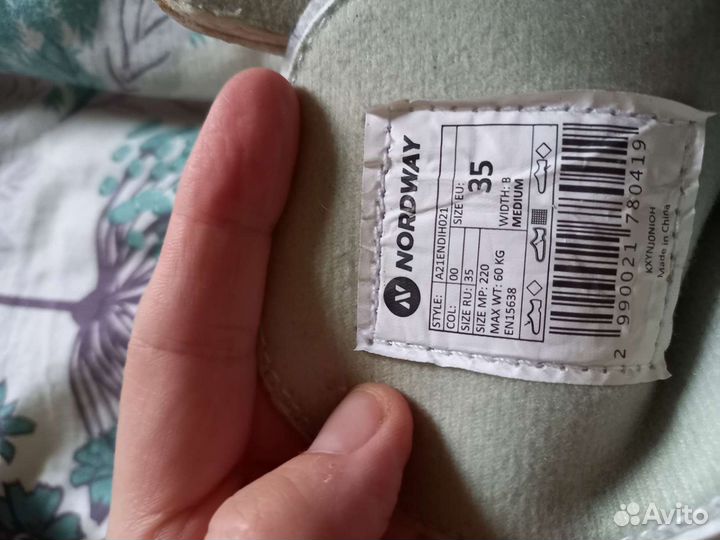 NORDWAY
STYLE: A21ENDIH021
COL: 00
SIZE RU: 35
SIZE MP: 220
MAX WT: 60 KG
EN15638
SIZE EU:
35
WIDTH: B
MEDIUM
2 990021 780419
KXYNJ0NIOH
Made in China
Avito